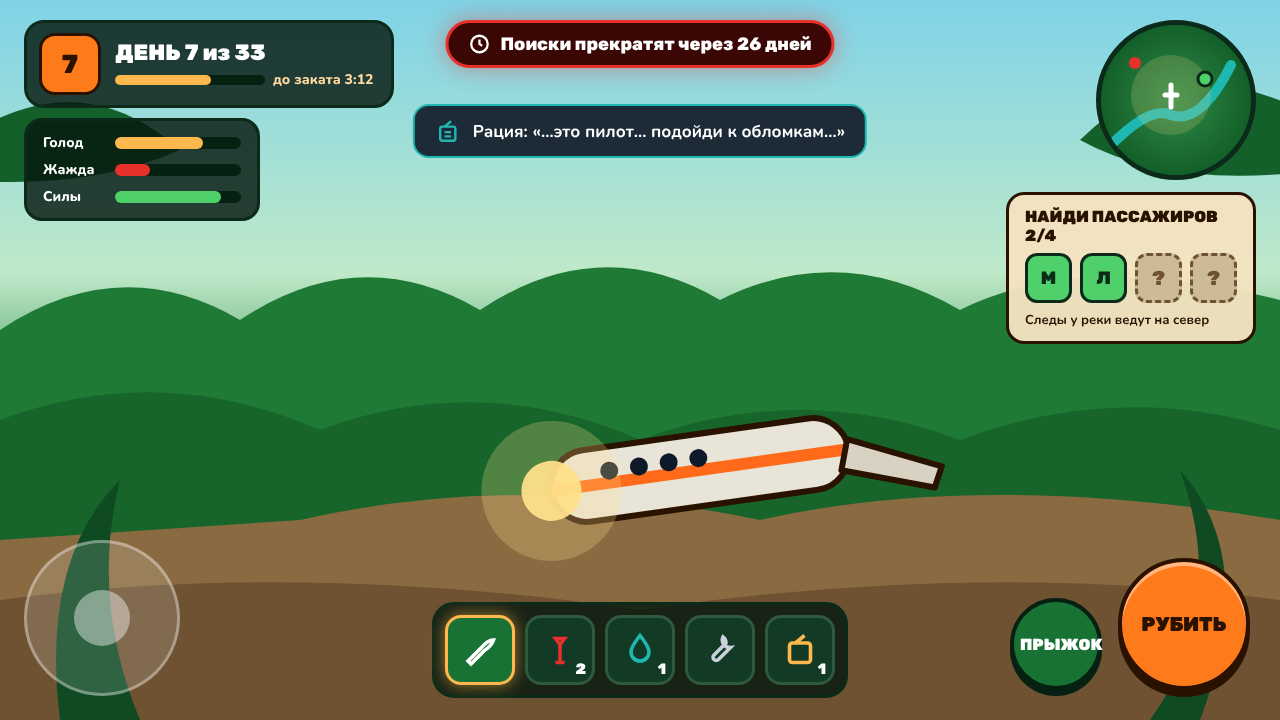 7
ДЕНЬ 7 из 33
до заката 3:12
Поиски прекратят через 26 дней
Рация: «...это пилот... подойди к обломкам...»
Голод
Жажда
Силы
НАЙДИ ПАССАЖИРОВ
2/4
М Л ? ?
Следы у реки ведут на север
2 1 1
ПРЫЖОК
РУБИТЬ